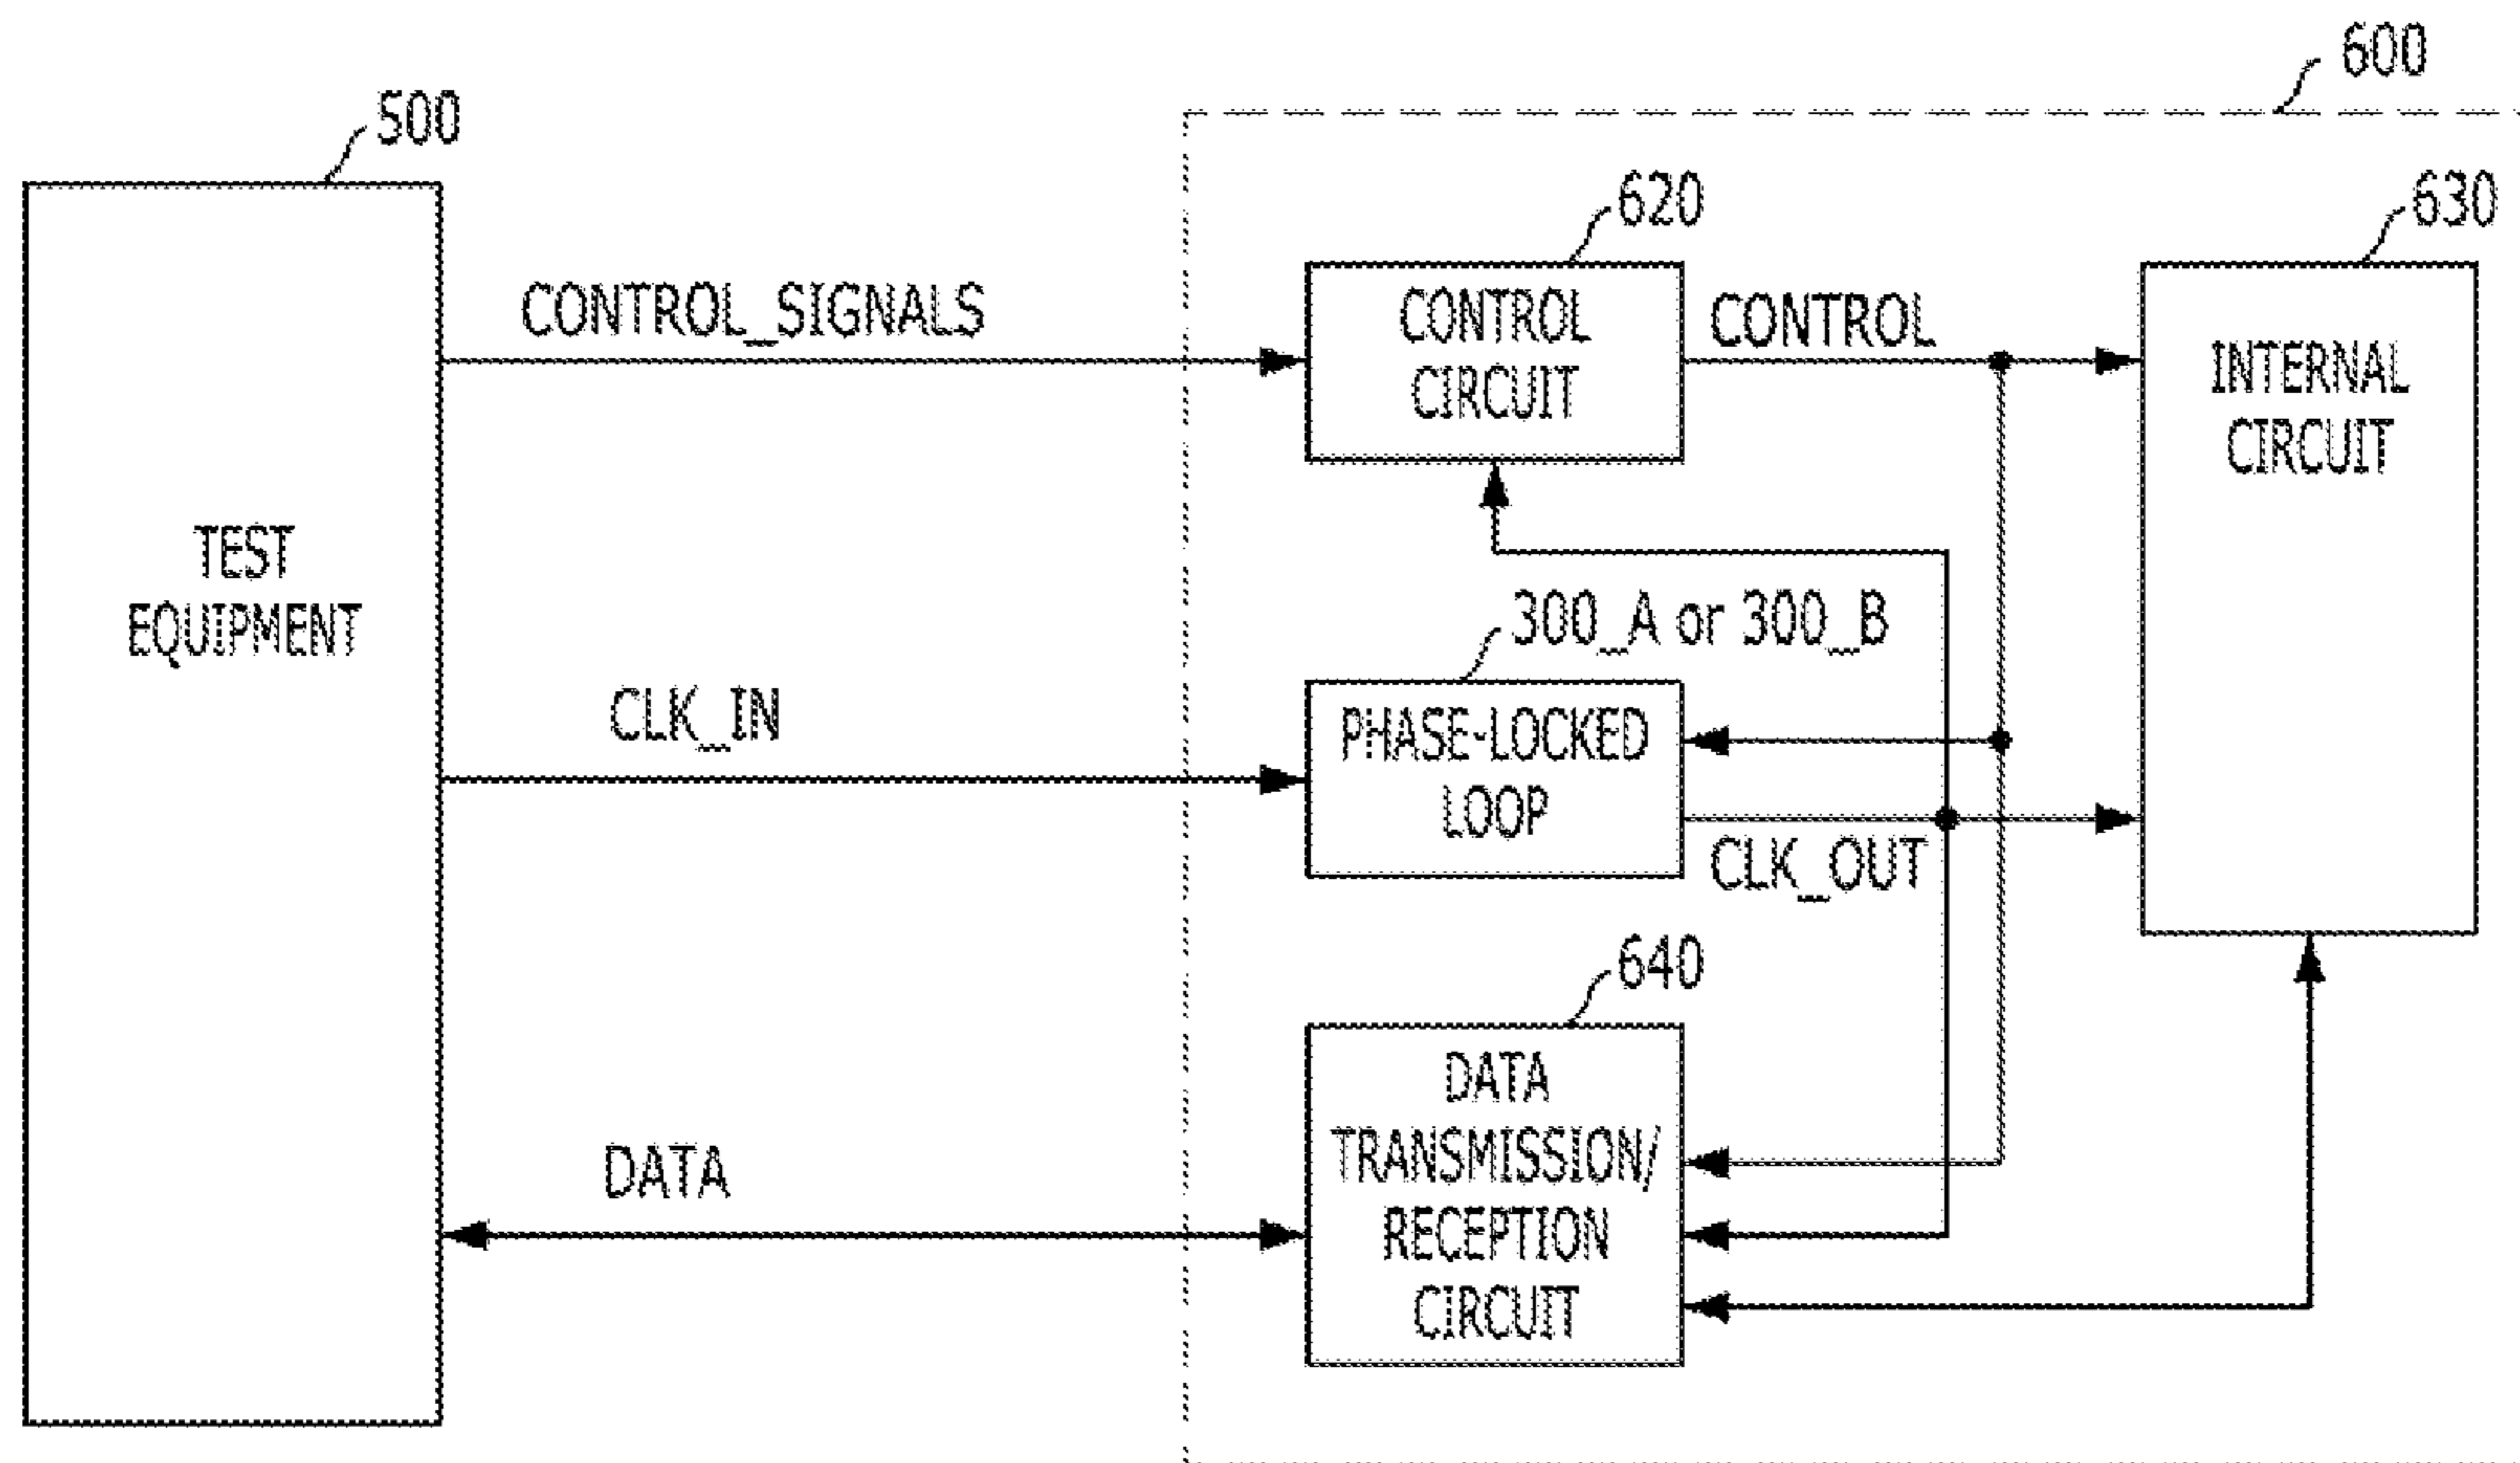 600
500
620
630
CONTROL_SIGNALS
CONTROL
CIRCUIT
CONTROL
INTERNAL
CIRCUIT
TEST
EQUIPMENT
300_A or 300_B
CLK_IN
PHASE-LOCKED
LOOP
CLK_OUT
640
DATA
DATA
TRANSMISSION/
RECEPTION
CIRCUIT